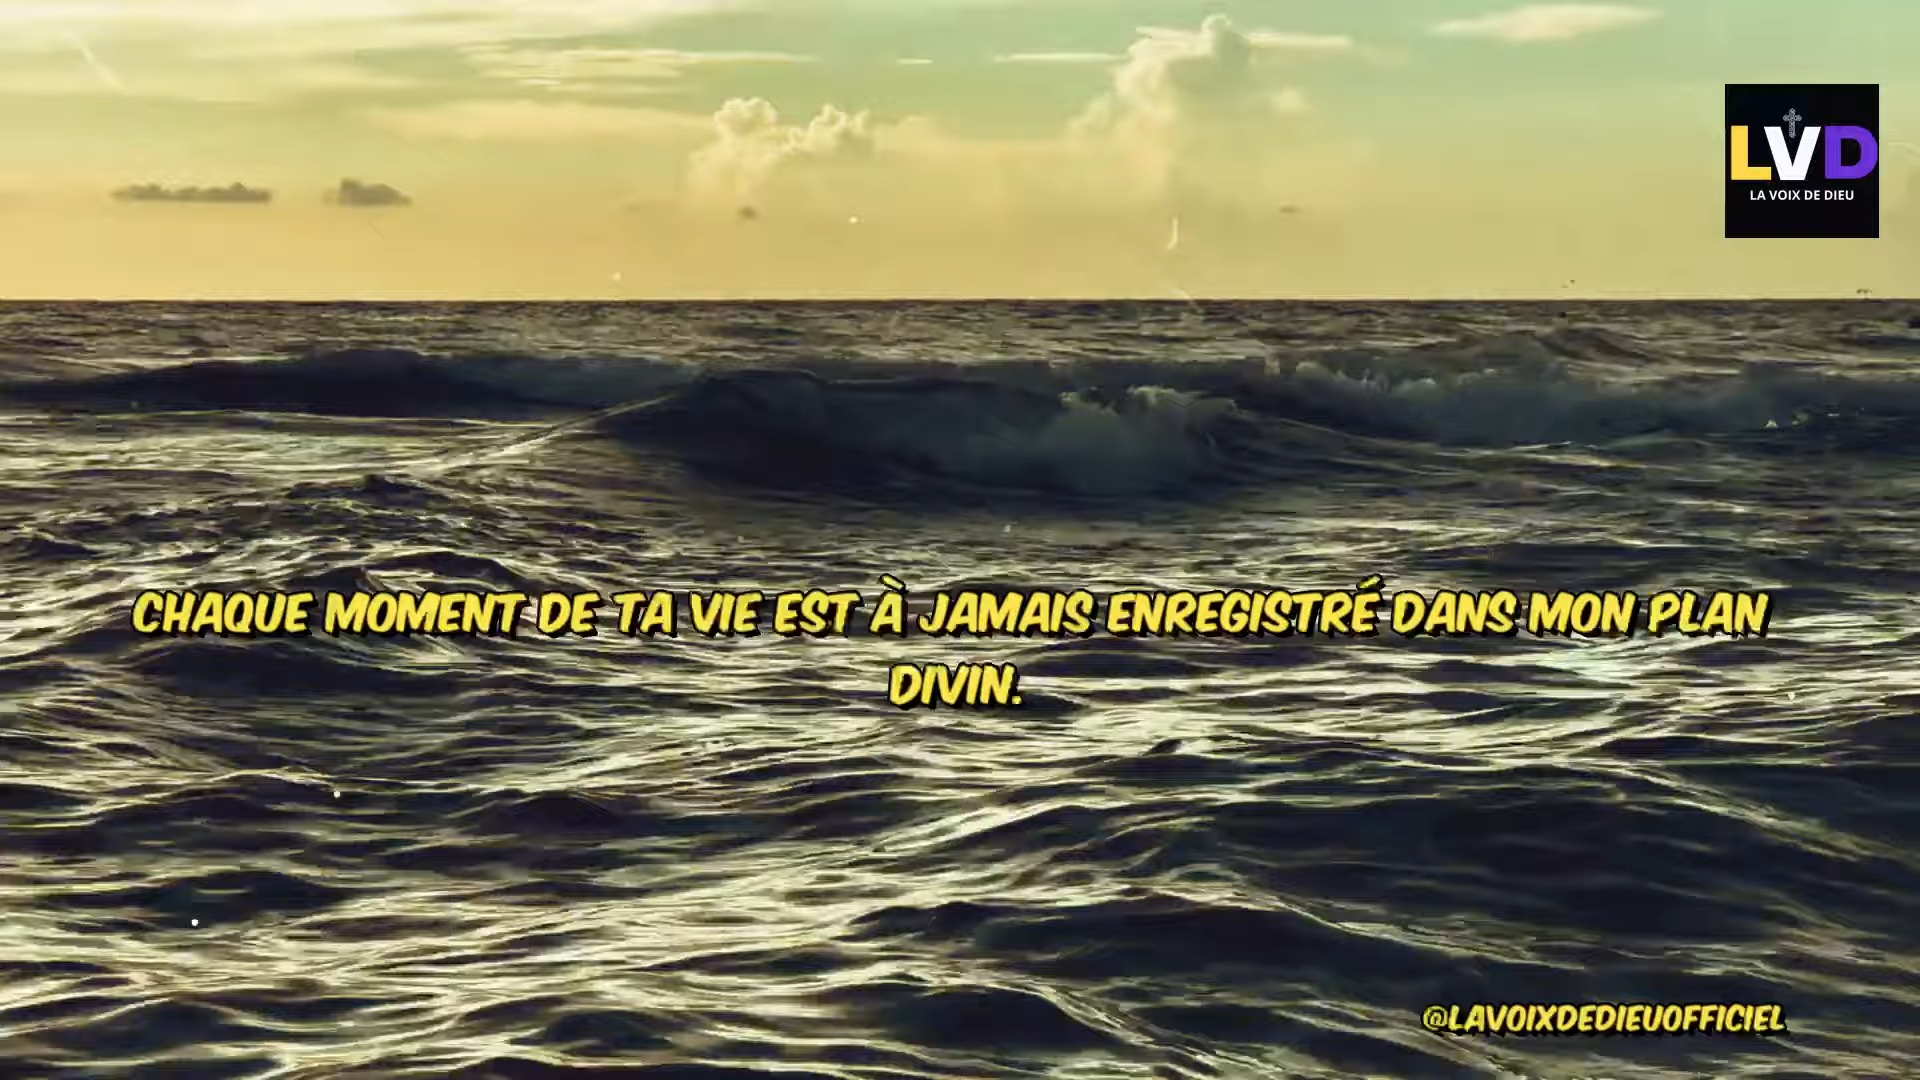 LVD
LA VOIX DE DIEU
CHAQUE MOMENT DE TA VIE EST À JAMAIS ENREGISTRÉ DANS MON PLAN
DIVIN.
@LAVOIXDEDIEUOFFICIEL